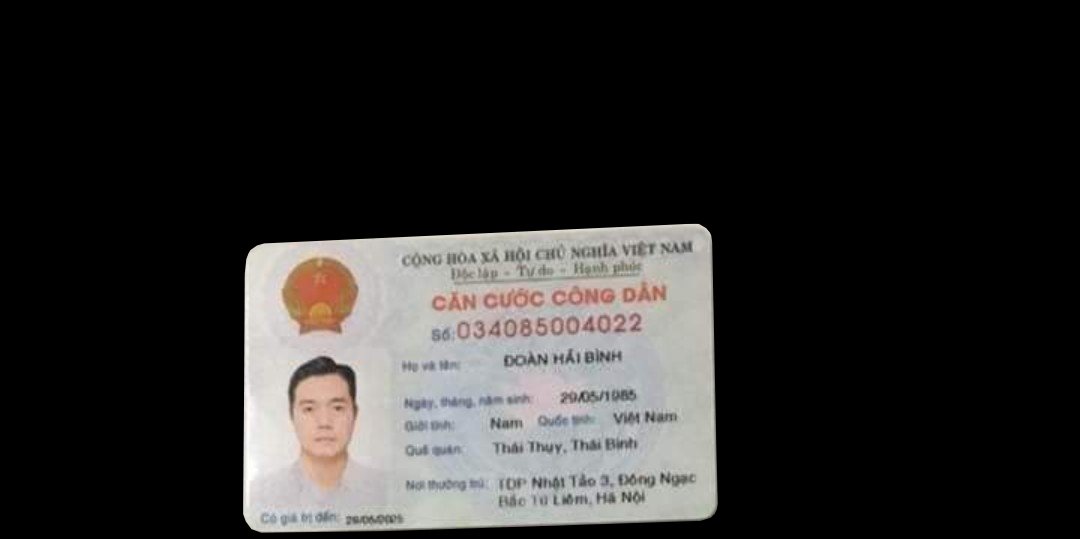 CỘNG HÒA XÃ HỘI CHỦ NGHĨA VIỆT NAM
Độc lập - Tự do - Hạnh phúc
CĂN CƯỚC CÔNG DÂN
Số: 034085004022
Họ và tên: ĐOÀN HẢI BÌNH
Ngày, tháng, năm sinh: 29/05/1985
Giới tính: Nam Quốc tịch: Việt Nam
Quê quán: Thái Thụy, Thái Bình
Nơi thường trú: TDP Nhật Tảo 3, Đông Ngạc
Bắc Từ Liêm, Hà Nội
Có giá trị đến: 29/05/2025